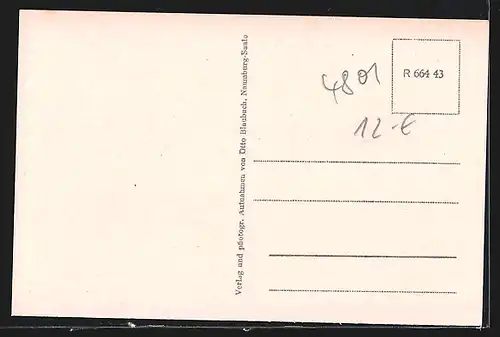 Verlag und photogr. Aufnahmen von Otto Blaubach, Naumburg-Saale
4801
R 664 43
12 -€